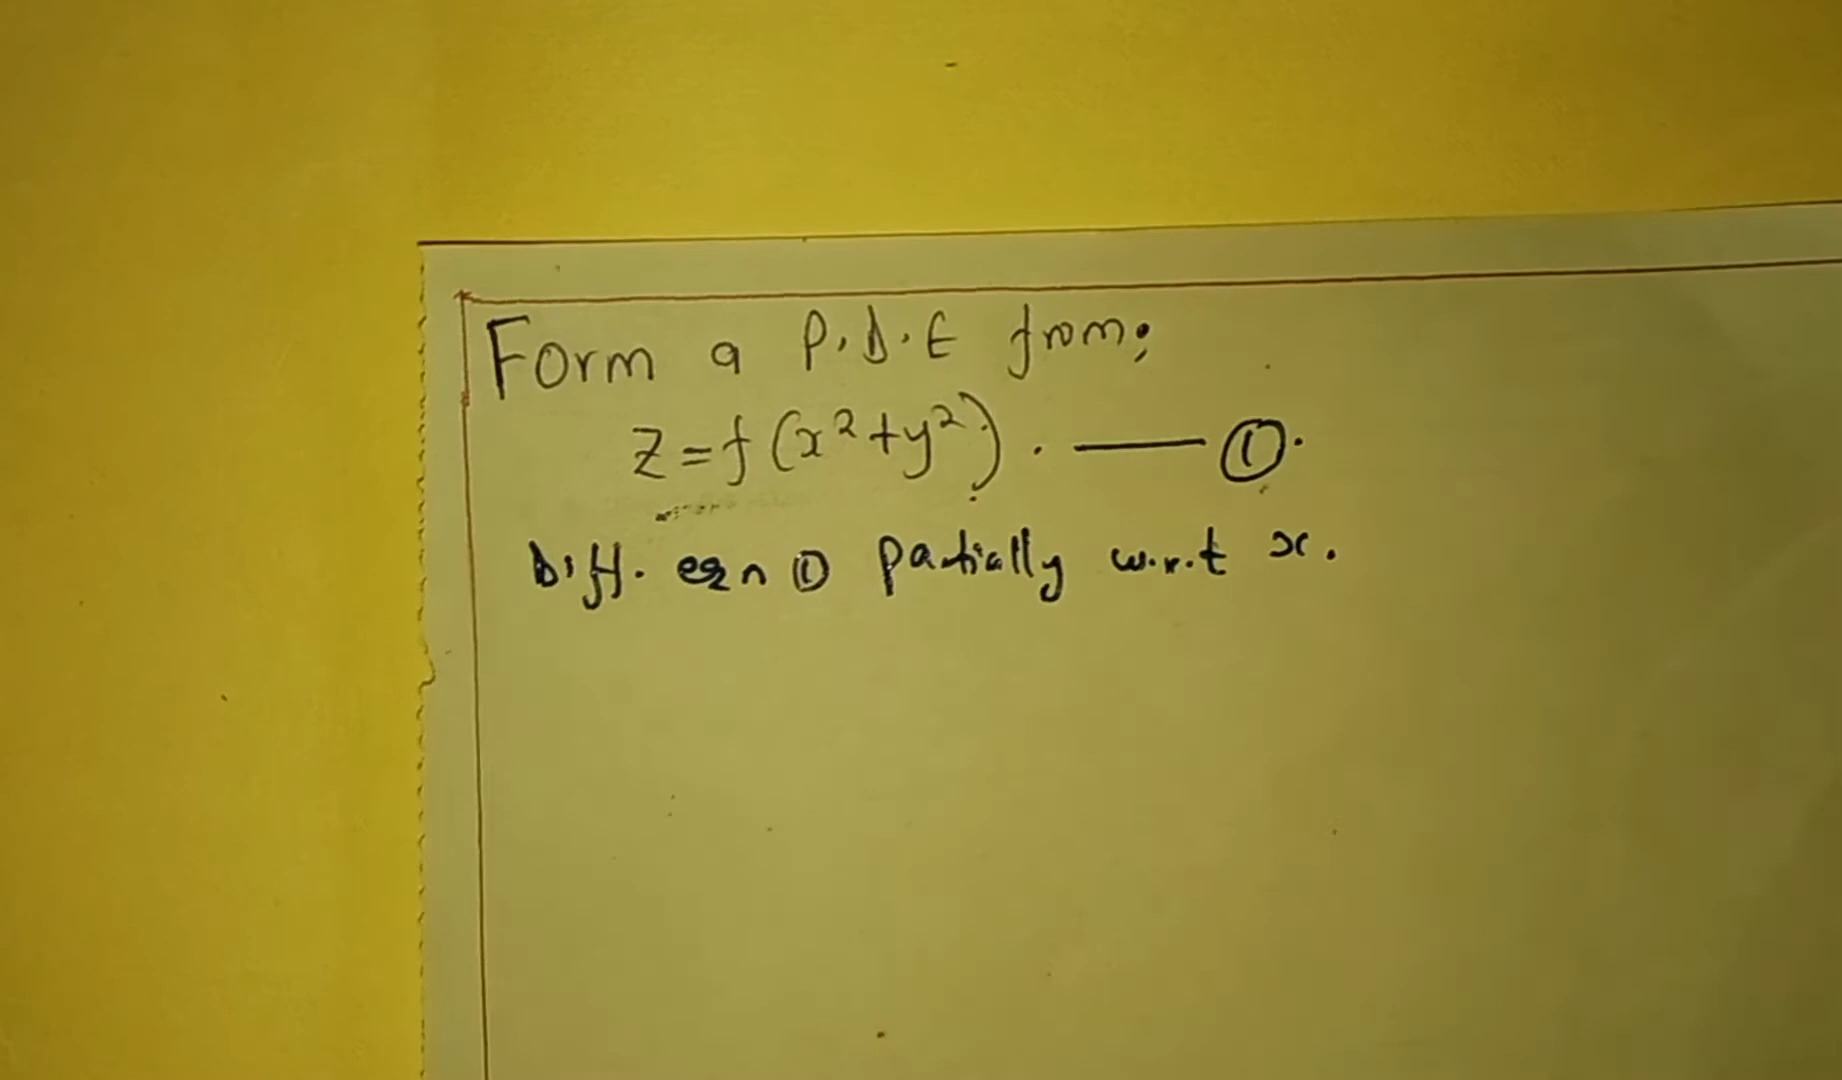 Form a P.D.E from;
z=f(x²+y²). — ①.
Diff. eqn ① partially w.r.t x.